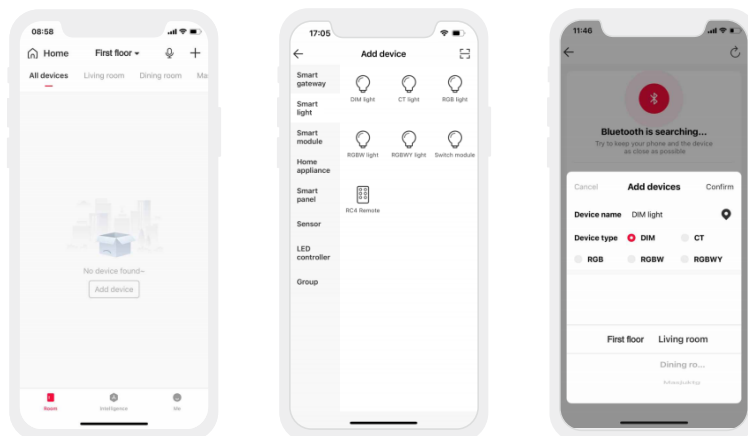 08:58
Home First floor
All devices Living room Dining room Ma
No device found~
Add device
Room Intelligence Me
17:05
Add device
Smart
gateway
Smart
light
Smart
module
Home
appliance
Smart
panel
Sensor
LED
controller
Group
DIM light CT light RGB light
RGBW light RGBWY light Switch module
RC4 Remote
11:46
Bluetooth is searching...
Try to keep your phone and the device
as close as possible
Cancel Add devices Confirm
Device name DIM light
Device type DIM CT
RGB RGBW RGBWY
First floor Living room
Dining ro...